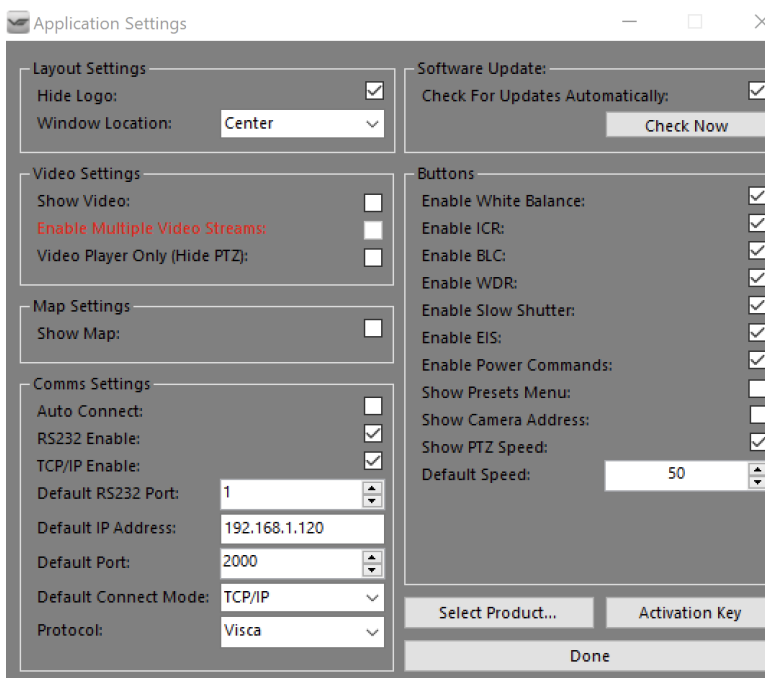 Application Settings
Layout Settings
Hide Logo:
Window Location: Center
Video Settings
Show Video:
Enable Multiple Video Streams:
Video Player Only (Hide PTZ):
Map Settings
Show Map:
Comms Settings
Auto Connect:
RS232 Enable:
TCP/IP Enable:
Default RS232 Port: 1
Default IP Address: 192.168.1.120
Default Port: 2000
Default Connect Mode: TCP/IP
Protocol: Visca
Software Update:
Check For Updates Automatically:
Check Now
Buttons
Enable White Balance:
Enable ICR:
Enable BLC:
Enable WDR:
Enable Slow Shutter:
Enable EIS:
Enable Power Commands:
Show Presets Menu:
Show Camera Address:
Show PTZ Speed:
Default Speed: 50
Select Product... Activation Key
Done